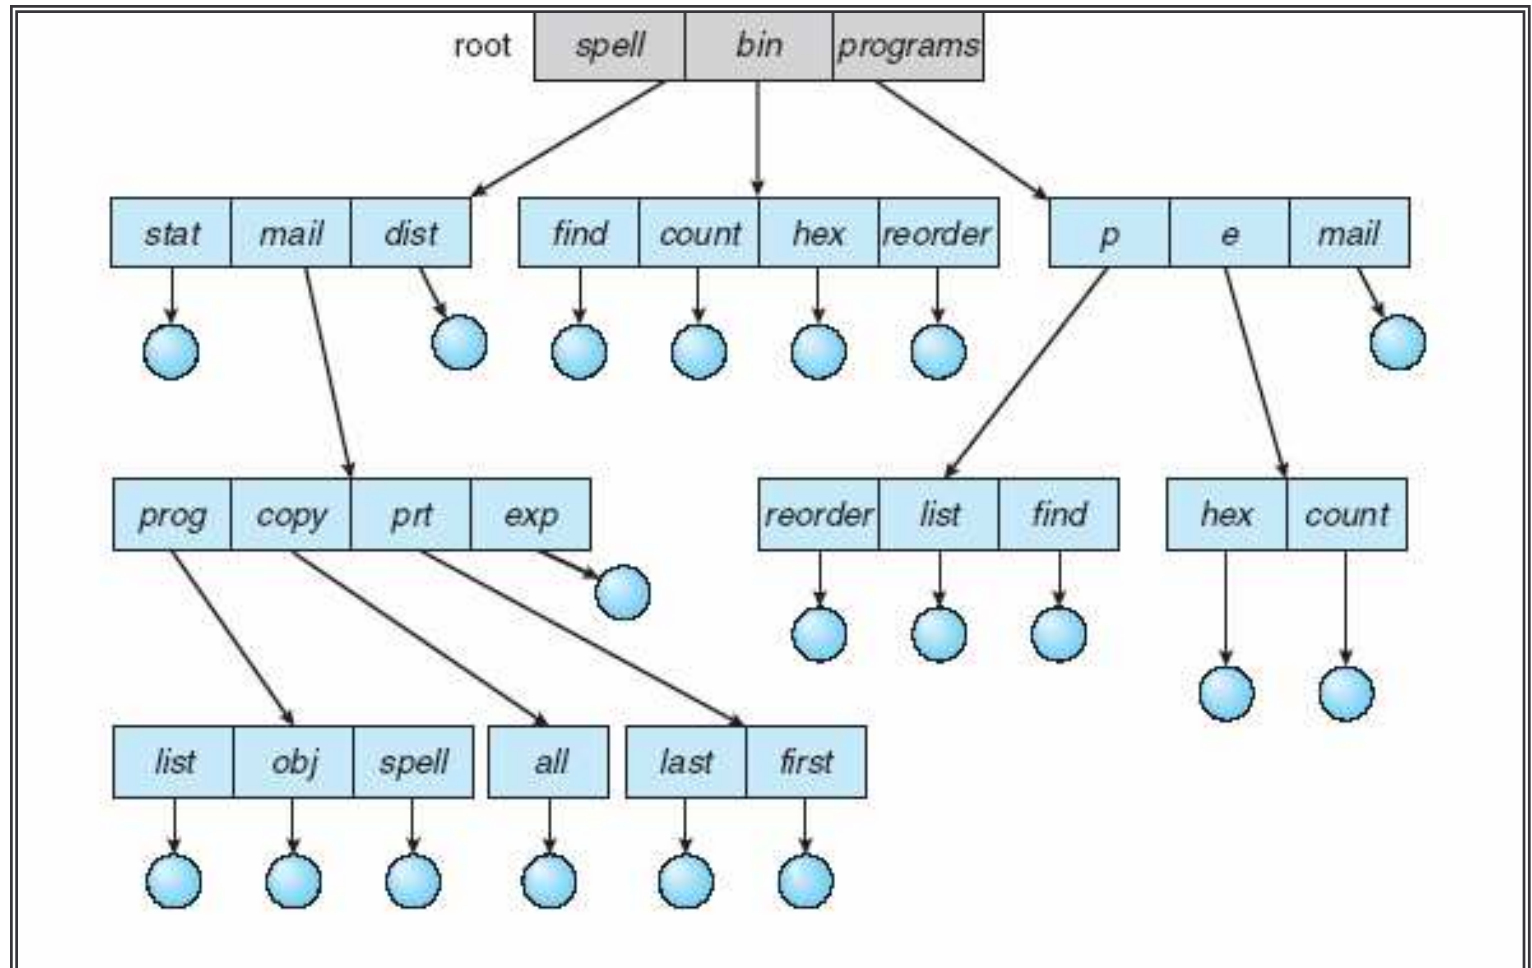 root spell bin programs
stat mail dist find count hex reorder p e mail
prog copy prt exp reorder list find hex count
list obj spell all last first